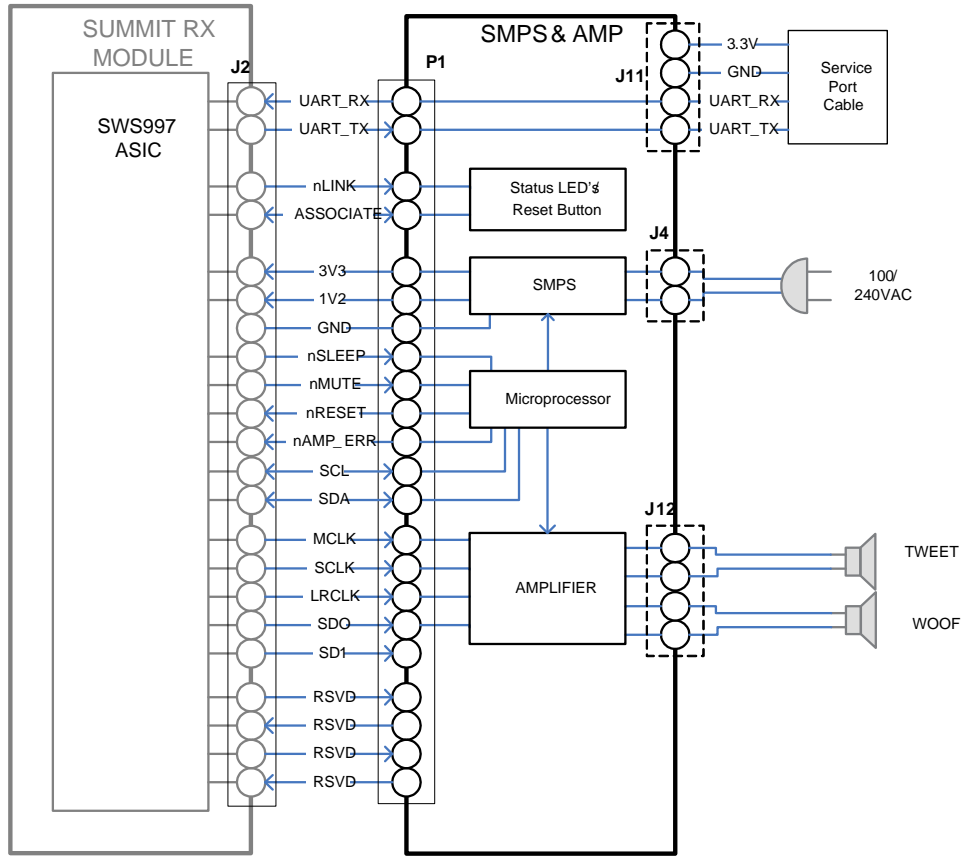 SUMMIT RX
MODULE
SWS997
ASIC
J2
P1
SMPS & AMP
J11
3.3V
GND
UART_RX
UART_TX
Service
Port
Cable
UART_RX
UART_TX
nLINK
ASSOCIATE
Status LED's
Reset Button
J4
100/
240VAC
3V3
1V2
GND
SMPS
nSLEEP
nMUTE
nRESET
nAMP_ERR
SCL
SDA
Microprocessor
J12
MCLK
SCLK
LRCLK
SDO
SD1
AMPLIFIER
TWEET
WOOF
RSVD
RSVD
RSVD
RSVD